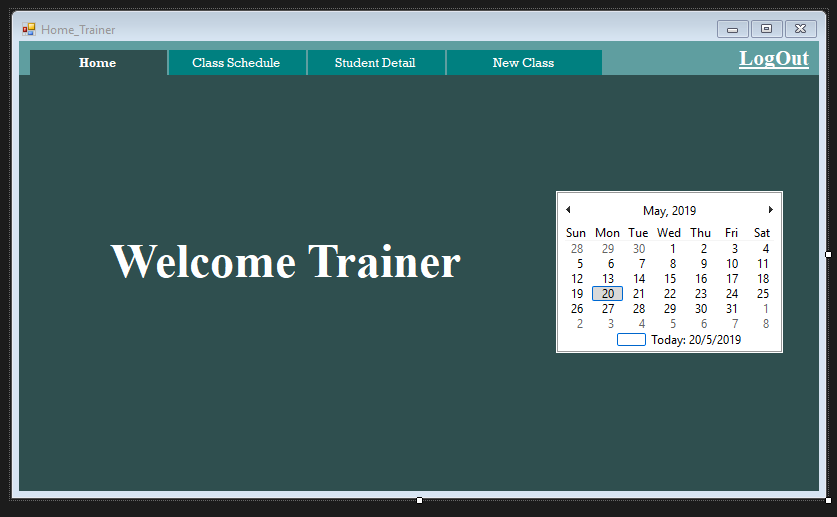 Home_Trainer
Home Class Schedule Student Detail New Class LogOut
Welcome Trainer
May, 2019
Sun Mon Tue Wed Thu Fri Sat
28 29 30 1 2 3 4
5 6 7 8 9 10 11
12 13 14 15 16 17 18
19 20 21 22 23 24 25
26 27 28 29 30 31 1
2 3 4 5 6 7 8
Today: 20/5/2019